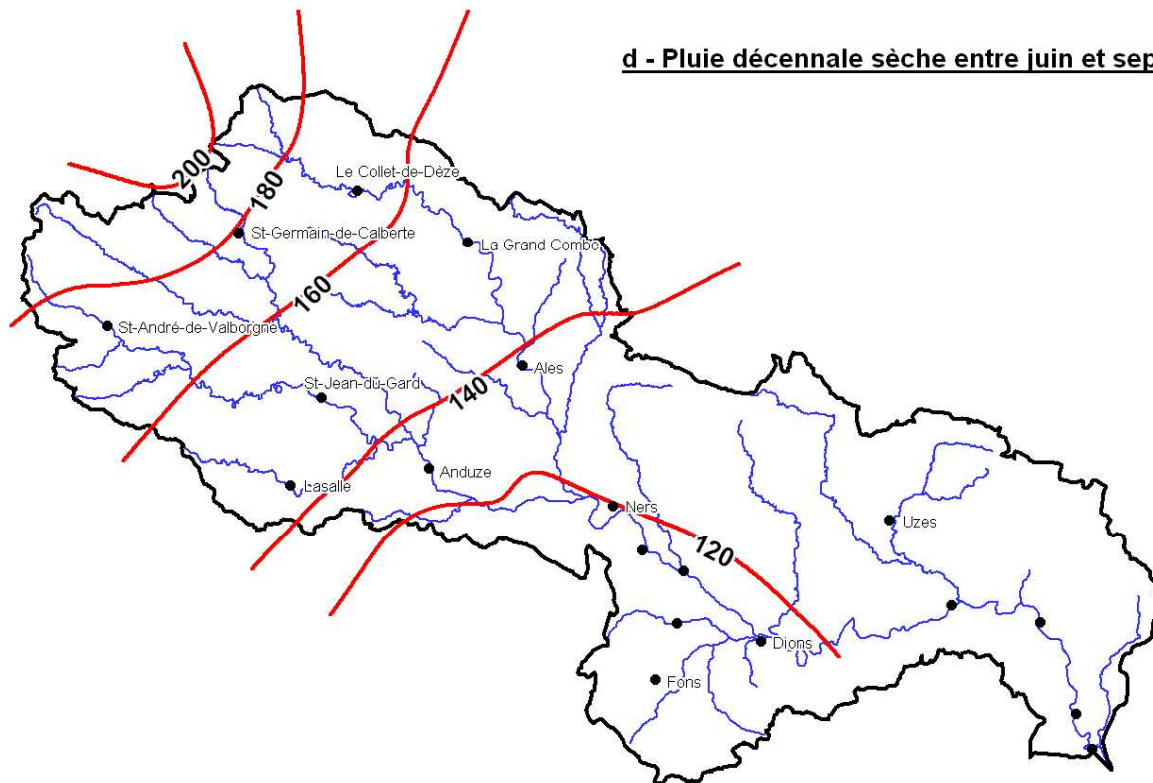 d - Pluie décennale sèche entre juin et sep
Le Collet-de-Dèze
200
180
St-Germain-de-Calberte
La Grand Combc
160
St-André-de-Valborgne
Ales
St-Jean-du-Gard
140
Anduze
Lasalle
Ners
Uzes
120
Dions
Fons